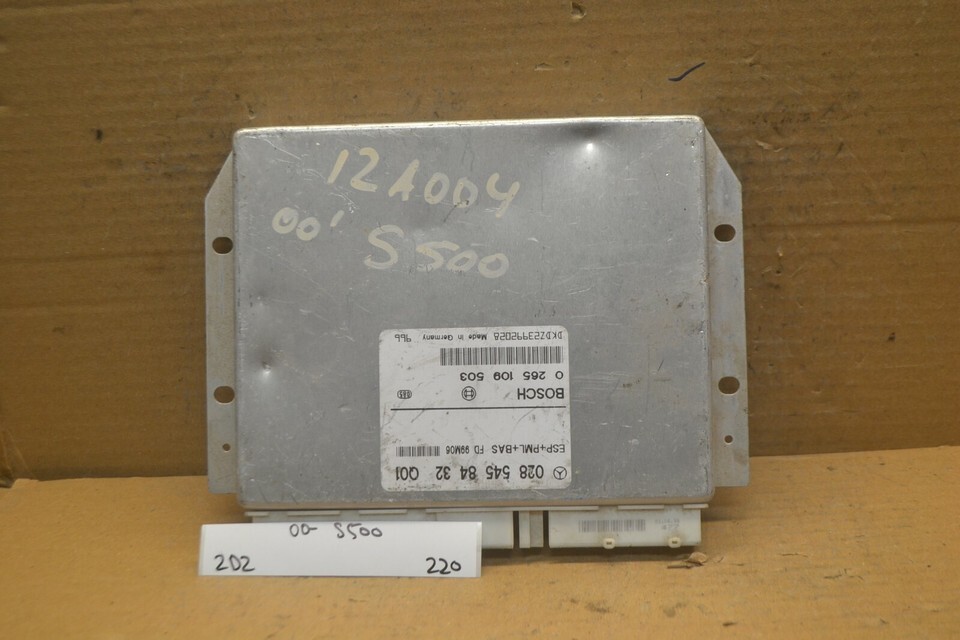 12A004
00' S500
028 545 84 32 Q01
ESP+PML+BAS FD 99M06
BOSCH
0 265 109 503
DKDZ2399202A Made in Germany 966
00- S500
202 220